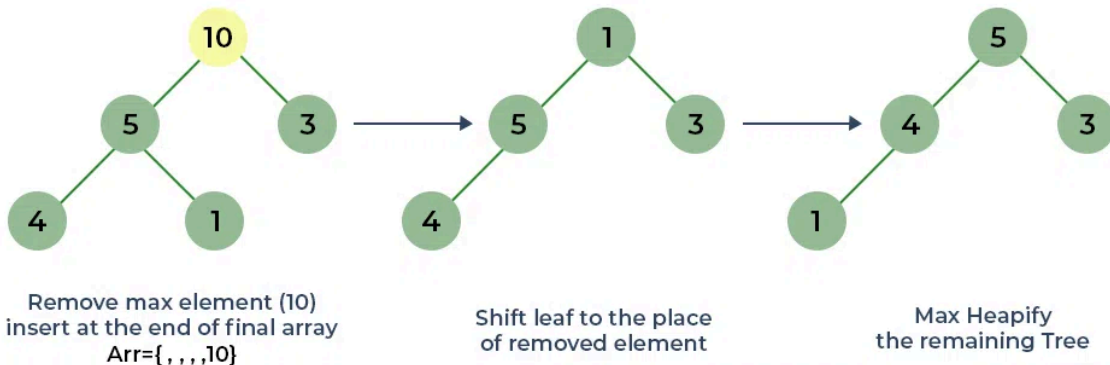 10
5
3
4
1
1
5
3
4
5
4
3
1
Remove max element (10)
insert at the end of final array
Arr={ , , , ,10}
Shift leaf to the place
of removed element
Max Heapify
the remaining Tree